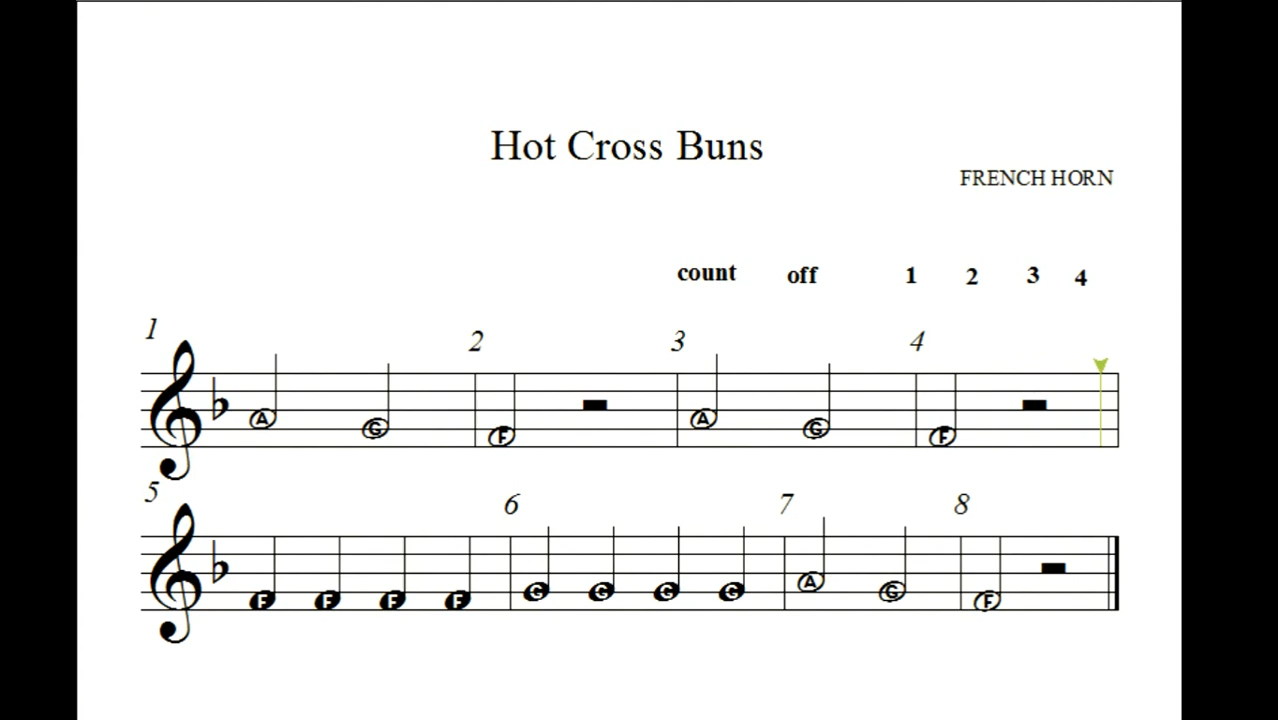 Hot Cross Buns
FRENCH HORN
count off 1 2 3 4
1 2 3 4
A G F A G F
5 6 7 8
F F F F G G G G A G F